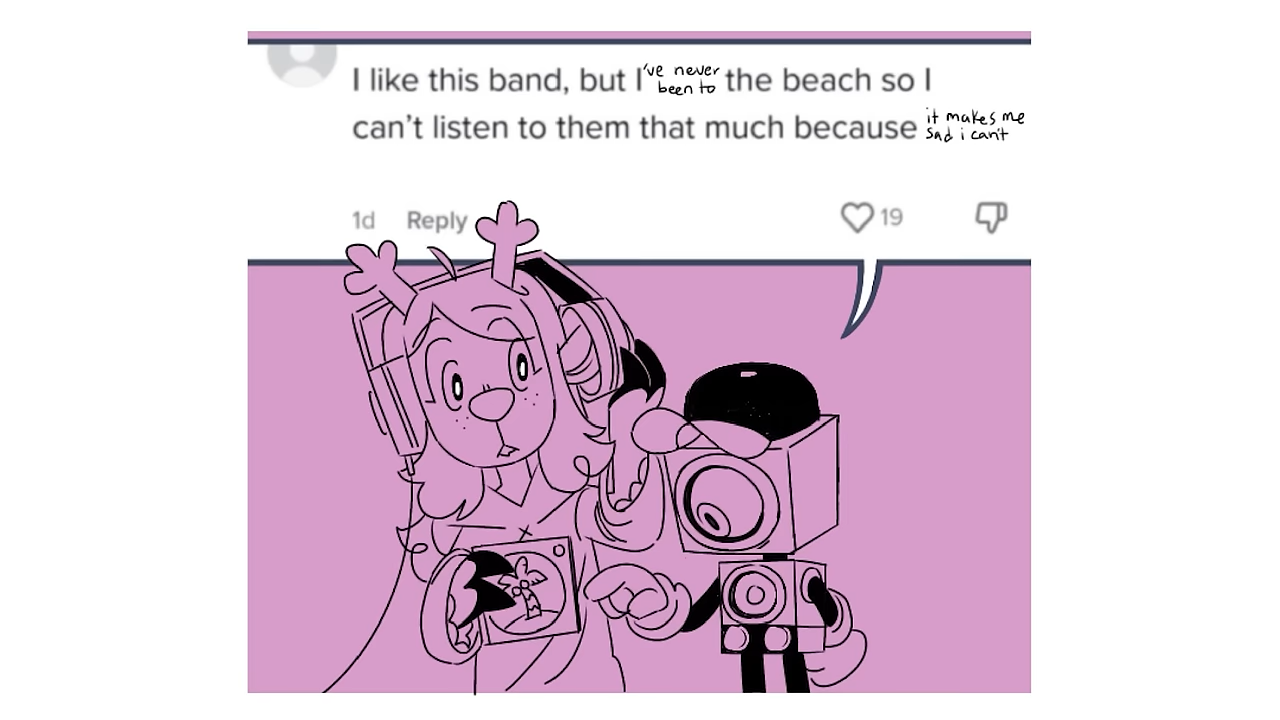 I like this band, but I've never been to the beach so I
can't listen to them that much because it makes me sad i can't
1d Reply 19